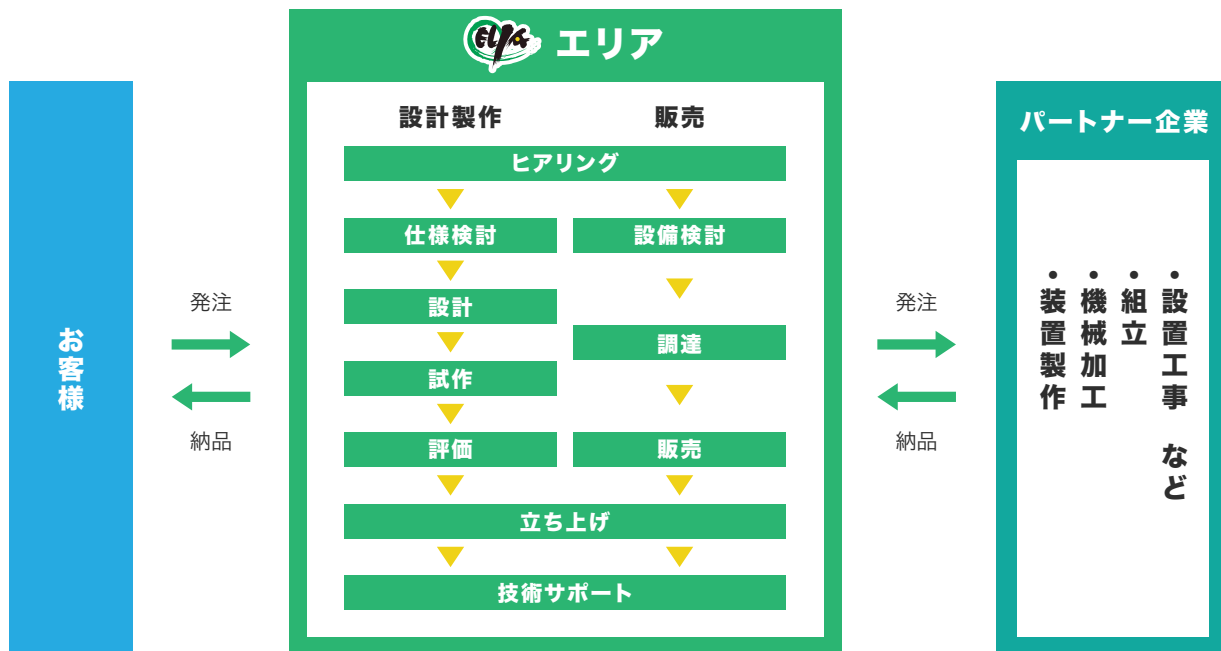 ELIA エリア
お客様
発注
納品
設計製作
販売
ヒアリング
仕様検討
設備検討
設計
調達
試作
評価
販売
立ち上げ
技術サポート
発注
納品
パートナー企業
・設置工事 など
・組立
・機械加工
・装置製作